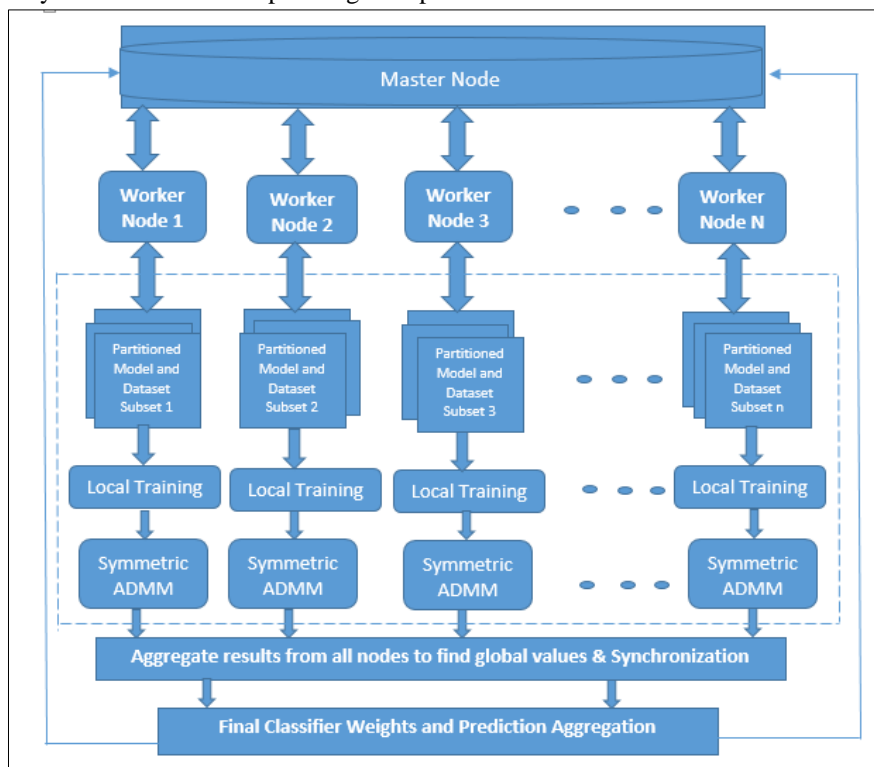 Master Node
Worker
Node 1
Worker
Node 2
Worker
Node 3
Worker
Node N
Partitioned
Model and
Dataset
Subset 1
Partitioned
Model and
Dataset
Subset 2
Partitioned
Model and
Dataset
Subset 3
Partitioned
Model and
Dataset
Subset n
Local Training
Local Training
Local Training
Local Training
Symmetric
ADMM
Symmetric
ADMM
Symmetric
ADMM
Symmetric
ADMM
Aggregate results from all nodes to find global values & Synchronization
Final Classifier Weights and Prediction Aggregation